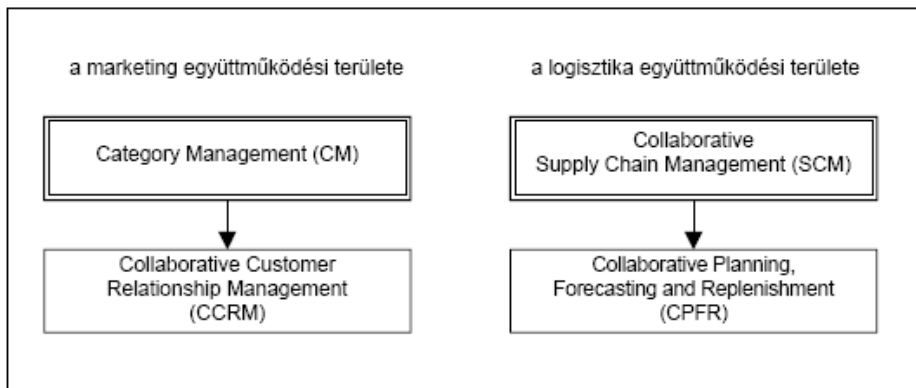 a marketing együttműködési területe
Category Management (CM)
Collaborative Customer
Relationship Management
(CCRM)
a logisztika együttműködési területe
Collaborative
Supply Chain Management (SCM)
Collaborative Planning,
Forecasting and Replenishment
(CPFR)